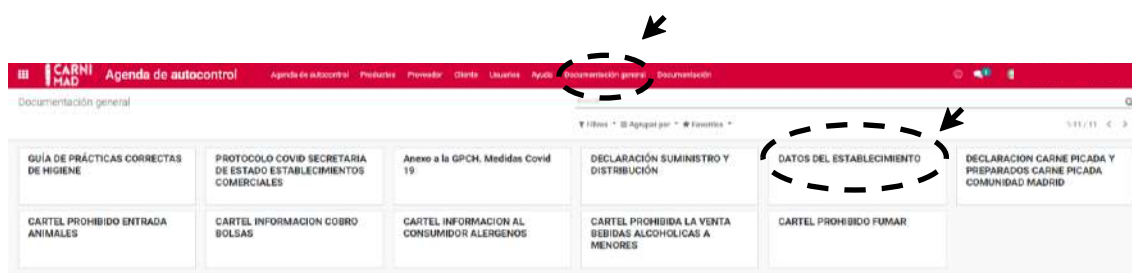 CARNI
MAD
Agenda de autocontrol
Agenda de autocontrol Productos Proveedor Cliente Usuarios Ayuda Documentación general Documentación
Documentación general
Filtros Agrupar por Favoritos
1-11 / 11
GUÍA DE PRÁCTICAS CORRECTAS
DE HIGIENE
PROTOCOLO COVID SECRETARIA
DE ESTADO ESTABLECIMIENTOS
COMERCIALES
Anexo a la GPCH. Medidas Covid
19
DECLARACIÓN SUMINISTRO Y
DISTRIBUCIÓN
DATOS DEL ESTABLECIMIENTO
DECLARACION CARNE PICADA Y
PREPARADOS CARNE PICADA
COMUNIDAD MADRID
CARTEL PROHIBIDO ENTRADA
ANIMALES
CARTEL INFORMACION COBRO
BOLSAS
CARTEL INFORMACION AL
CONSUMIDOR ALERGENOS
CARTEL PROHIBIDA LA VENTA
BEBIDAS ALCOHOLICAS A
MENORES
CARTEL PROHIBIDO FUMAR